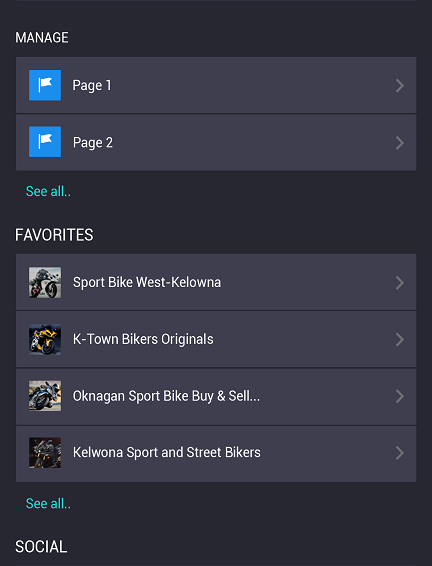 MANAGE
Page 1
Page 2
See all..
FAVORITES
Sport Bike West-Kelowna
K-Town Bikers Originals
Oknagan Sport Bike Buy & Sell...
Kelwona Sport and Street Bikers
See all..
SOCIAL